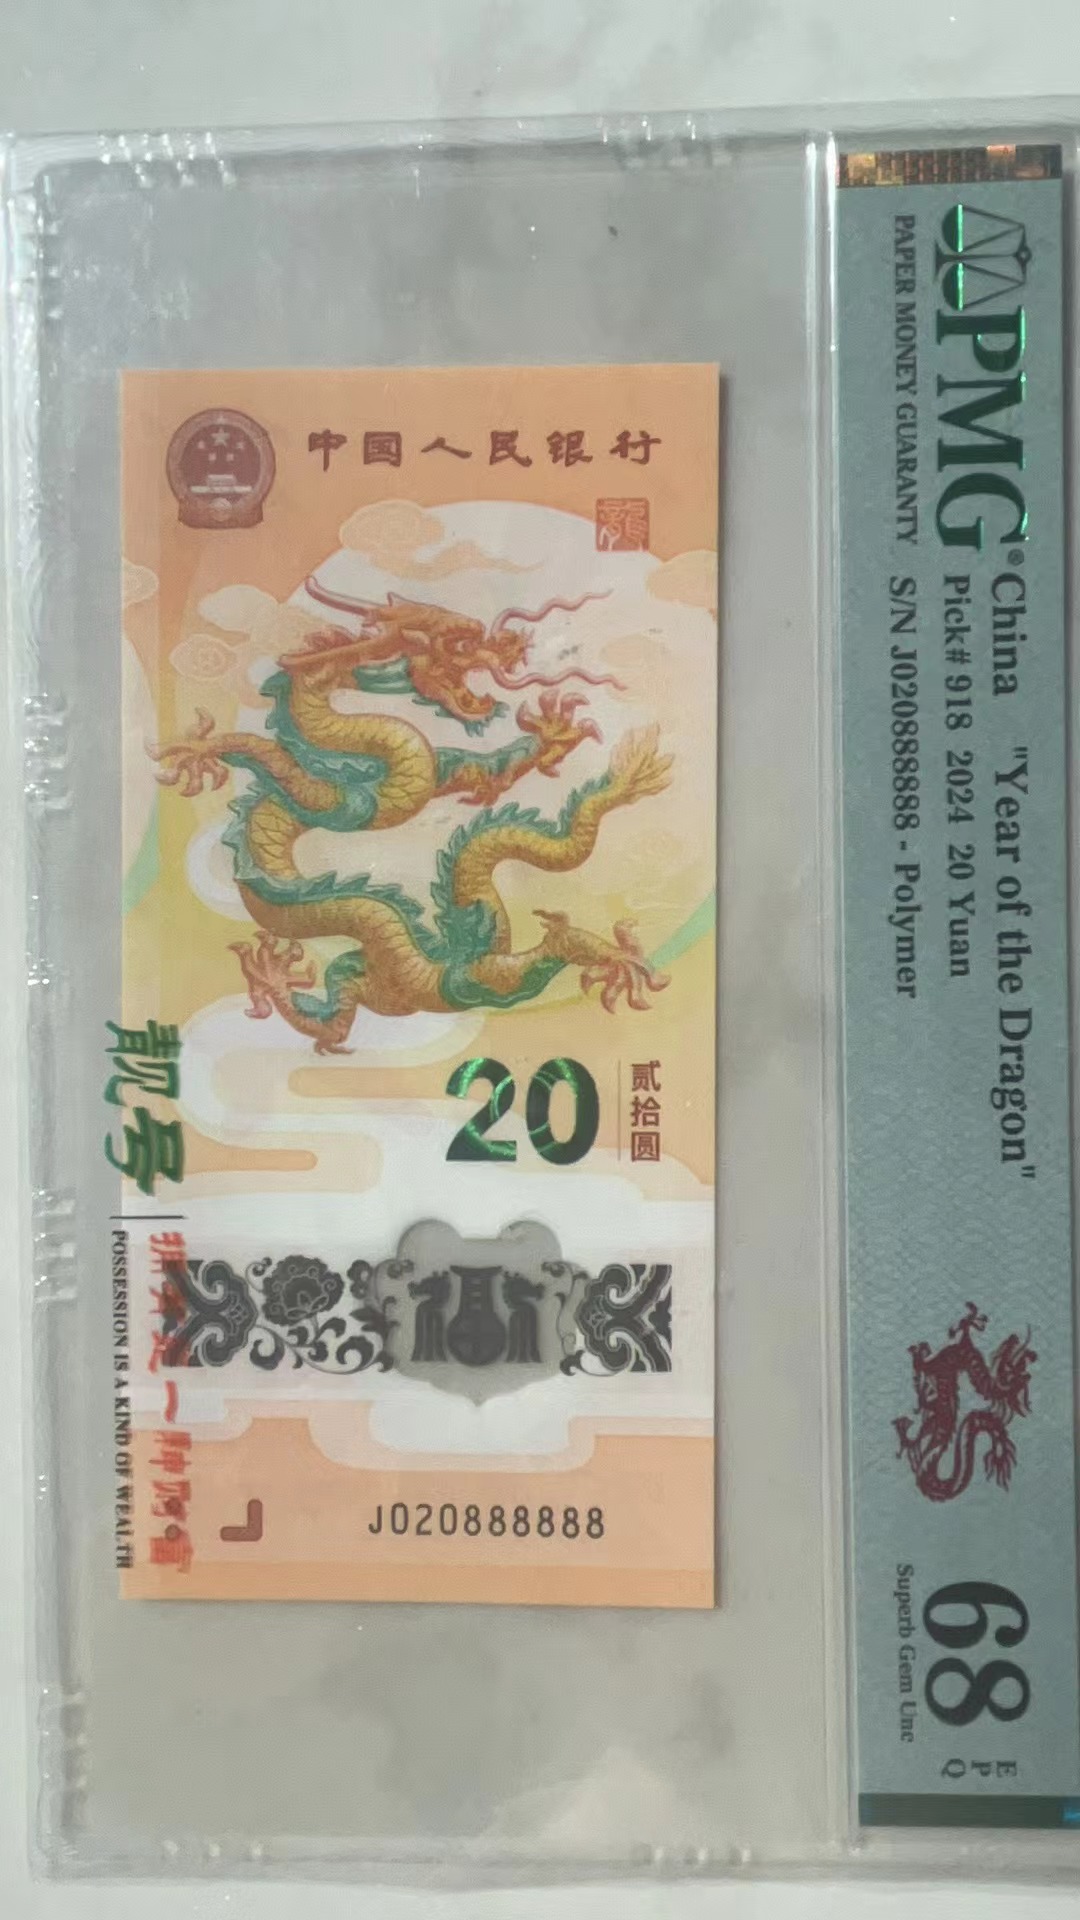 PMG®
PAPER MONEY GUARANTY
China "Year of the Dragon"
Pick# 918 2024 20 Yuan
S/N J020888888 - Polymer
68
EPQ
Superb Gem Unc
中国人民银行
龍
20
贰拾圆
J020888888
靓号
拥有是一种财富
POSSESSION IS A KIND OF WEALTH